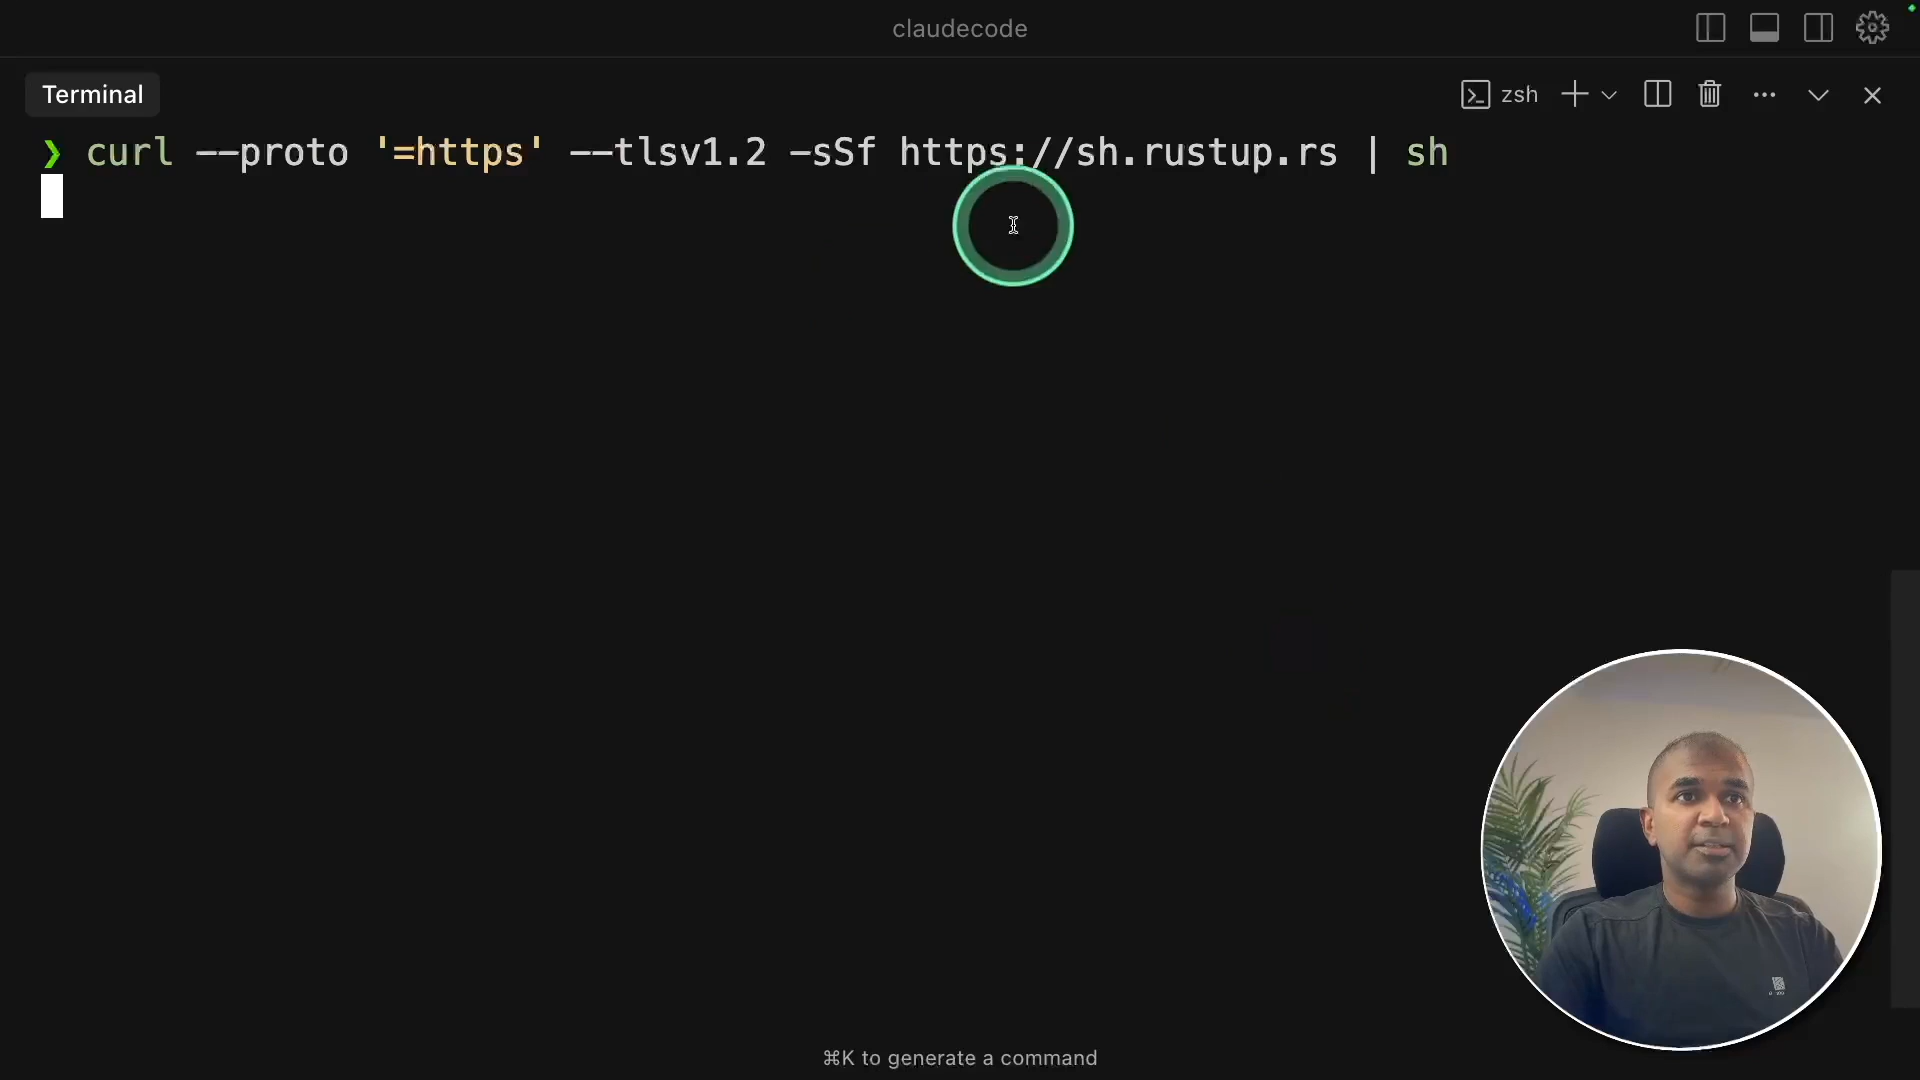 claudecode
Terminal
zsh
❯ curl --proto '=https' --tlsv1.2 -sSf https://sh.rustup.rs | sh
⌘K to generate a command